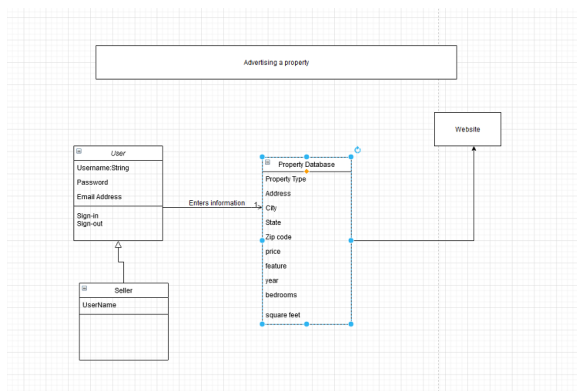 Advertising a property
Website
User
Username:String
Password
Email Address
Sign-in
Sign-out
Enters information
1
Property Database
Property Type
Address
City
State
Zip code
price
feature
year
bedrooms
square feet
Seller
UserName